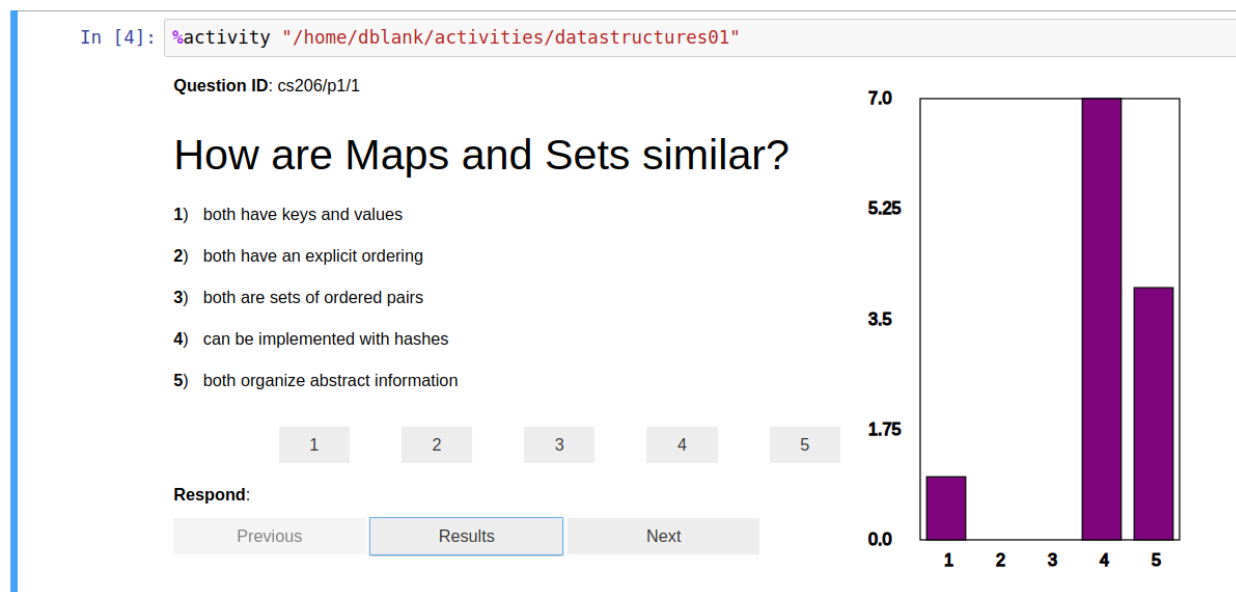 In [4]: %activity "/home/dblank/activities/datastructures01"
Question ID: cs206/p1/1
How are Maps and Sets similar?
1) both have keys and values
2) both have an explicit ordering
3) both are sets of ordered pairs
4) can be implemented with hashes
5) both organize abstract information
1 2 3 4 5
Respond:
Previous Results Next
7.0
5.25
3.5
1.75
0.0
1 2 3 4 5